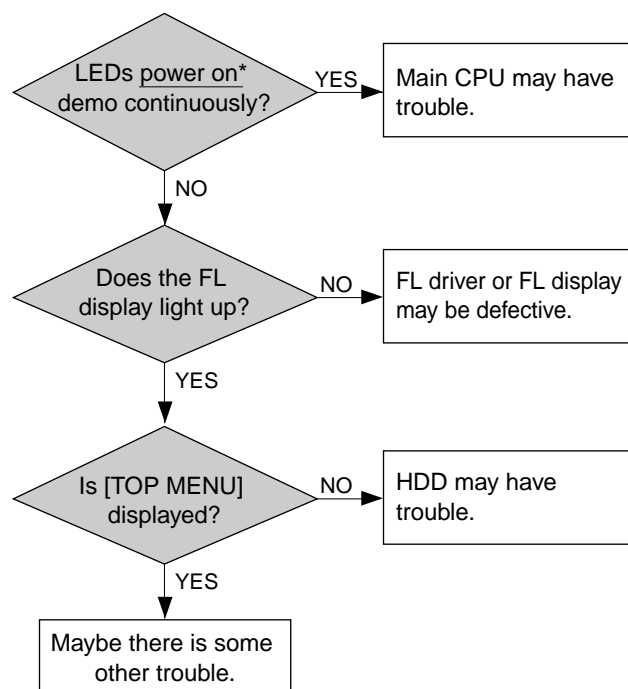 LEDs power on*
demo continuously?
YES
Main CPU may have
trouble.
NO
Does the FL
display light up?
NO
FL driver or FL display
may be defective.
YES
Is [TOP MENU]
displayed?
NO
HDD may have
trouble.
YES
Maybe there is some
other trouble.